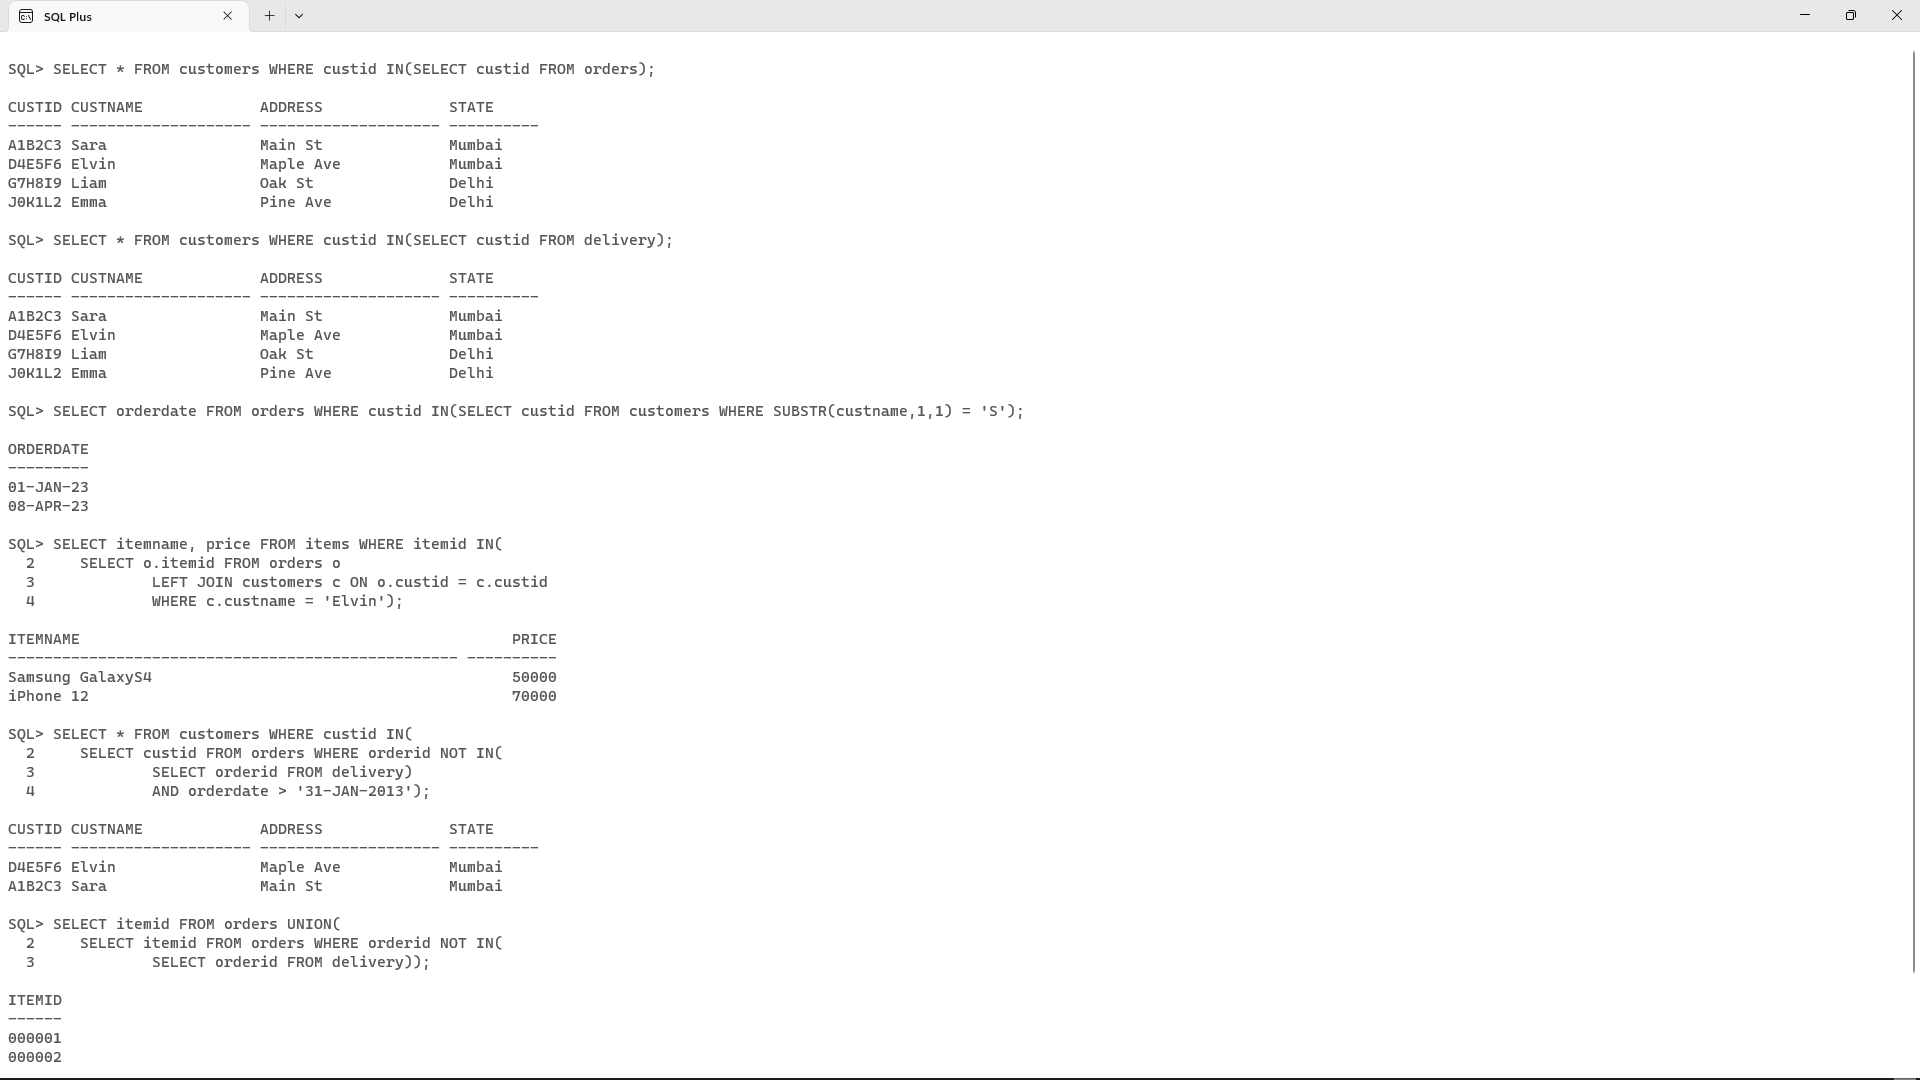 SQL Plus
SQL> SELECT * FROM customers WHERE custid IN(SELECT custid FROM orders);
CUSTID CUSTNAME             ADDRESS              STATE
------ -------------------- -------------------- ----------
A1B2C3 Sara                 Main St              Mumbai
D4E5F6 Elvin                Maple Ave            Mumbai
G7H8I9 Liam                 Oak St               Delhi
J0K1L2 Emma                 Pine Ave             Delhi
SQL> SELECT * FROM customers WHERE custid IN(SELECT custid FROM delivery);
CUSTID CUSTNAME             ADDRESS              STATE
------ -------------------- -------------------- ----------
A1B2C3 Sara                 Main St              Mumbai
D4E5F6 Elvin                Maple Ave            Mumbai
G7H8I9 Liam                 Oak St               Delhi
J0K1L2 Emma                 Pine Ave             Delhi
SQL> SELECT orderdate FROM orders WHERE custid IN(SELECT custid FROM customers WHERE SUBSTR(custname,1,1) = 'S');
ORDERDATE
---------
01-JAN-23
08-APR-23
SQL> SELECT itemname, price FROM items WHERE itemid IN(
  2     SELECT o.itemid FROM orders o
  3             LEFT JOIN customers c ON o.custid = c.custid
  4             WHERE c.custname = 'Elvin');
ITEMNAME                                                PRICE
-------------------------------------------------- ----------
Samsung GalaxyS4                                        50000
iPhone 12                                               70000
SQL> SELECT * FROM customers WHERE custid IN(
  2     SELECT custid FROM orders WHERE orderid NOT IN(
  3             SELECT orderid FROM delivery)
  4             AND orderdate > '31-JAN-2013');
CUSTID CUSTNAME             ADDRESS              STATE
------ -------------------- -------------------- ----------
D4E5F6 Elvin                Maple Ave            Mumbai
A1B2C3 Sara                 Main St              Mumbai
SQL> SELECT itemid FROM orders UNION(
  2     SELECT itemid FROM orders WHERE orderid NOT IN(
  3             SELECT orderid FROM delivery));
ITEMID
------
000001
000002